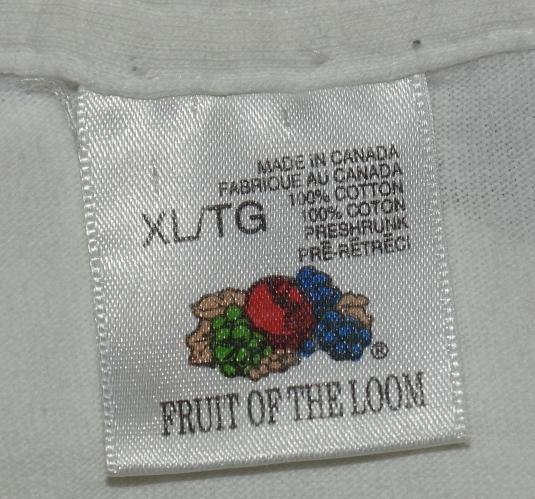 MADE IN CANADA
FABRIQUE AU CANADA
XL/TG
100% COTTON
100% COTON
PRESHRUNK
PRÉ-RÉTRÉCI
®
FRUIT OF THE LOOM